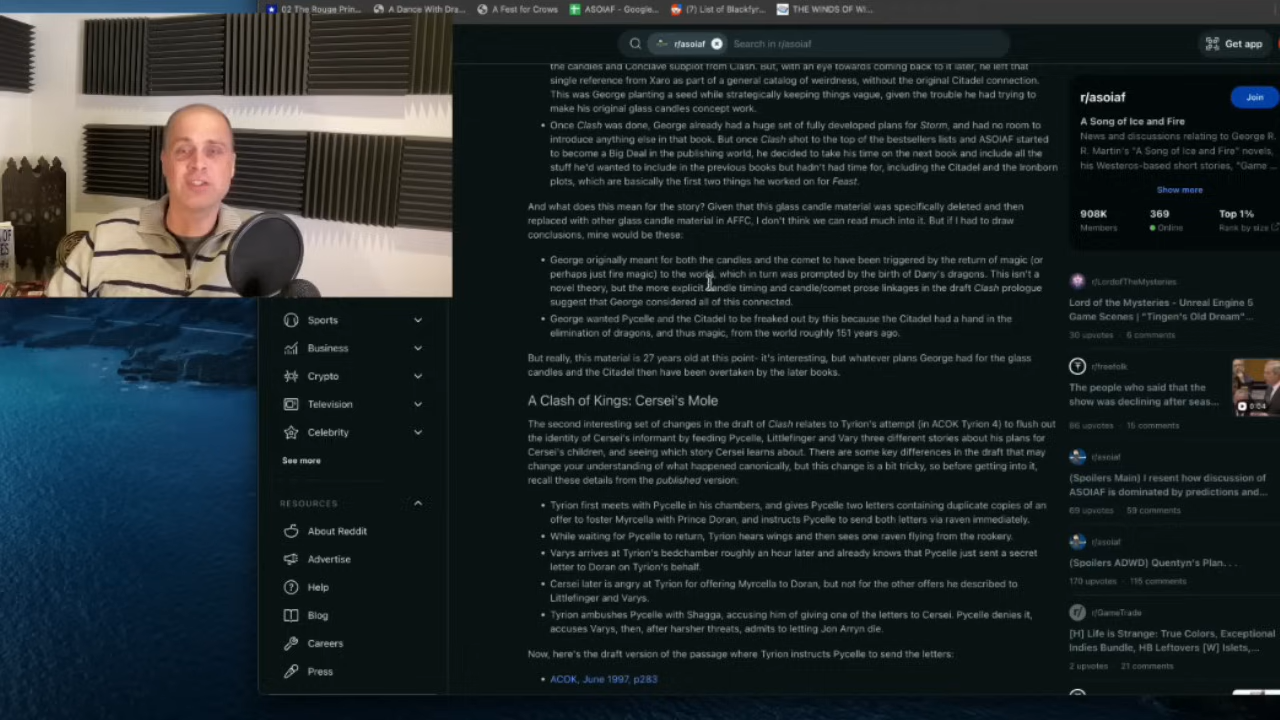 02 The Rouge Prin...
A Dance With Dra...
A Fest for Crows
ASOIAF - Google...
(7) List of Blackfyr...
THE WINDS OF WI...
r/asoiaf
Search in r/asoiaf
Get app
the candles and Conclave subplot from Clash. But, with an eye towards coming back to it later, he left that
single reference from Xaro as part of a general catalog of weirdness, without the original Citadel connection.
This was George planting a seed while strategically keeping things vague, given the trouble he had trying to
make his original glass candles concept work.
Once Clash was done, George already had a huge set of fully developed plans for Storm, and had no room to
introduce anything else in that book. But once Clash shot to the top of the bestsellers lists and ASOIAF started
to become a Big Deal in the publishing world, he decided to take his time on the next book and include all the
stuff he'd wanted to include in the previous books but hadn't had time for, including the Citadel and the Ironborn
plots, which are basically the first two things he worked on for Feast.
And what does this mean for the story? Given that this glass candle material was specifically deleted and then
replaced with other glass candle material in AFFC, I don't think we can read much into it. But if I had to draw
conclusions, mine would be these:
George originally meant for both the candles and the comet to have been triggered by the return of magic (or
perhaps just fire magic) to the world, which in turn was prompted by the birth of Dany's dragons. This isn't a
novel theory, but the more explicit candle timing and candle/comet prose linkages in the draft Clash prologue
suggest that George considered all of this connected.
George wanted Pycelle and the Citadel to be freaked out by this because the Citadel had a hand in the
elimination of dragons, and thus magic, from the world roughly 151 years ago.
But really, this material is 27 years old at this point- it's interesting, but whatever plans George had for the glass
candles and the Citadel then have been overtaken by the later books.
A Clash of Kings: Cersei's Mole
The second interesting set of changes in the draft of Clash relates to Tyrion's attempt (in ACOK Tyrion 4) to flush out
the identity of Cersei's informant by feeding Pycelle, Littlefinger and Vary three different stories about his plans for
Cersei's children, and seeing which story Cersei learns about. There are some key differences in the draft that may
change your understanding of what happened canonically, but this change is a bit tricky, so before getting into it,
recall these details from the published version:
Tyrion first meets with Pycelle in his chambers, and gives Pycelle two letters containing duplicate copies of an
offer to foster Myrcella with Prince Doran, and instructs Pycelle to send both letters via raven immediately.
While waiting for Pycelle to return, Tyrion hears wings and then sees one raven flying from the rookery.
Varys arrives at Tyrion's bedchamber roughly an hour later and already knows that Pycelle just sent a secret
letter to Doran on Tyrion's behalf.
Cersei later is angry at Tyrion for offering Myrcella to Doran, but not for the other offers he described to
Littlefinger and Varys.
Tyrion ambushes Pycelle with Shagga, accusing him of giving one of the letters to Cersei. Pycelle denies it,
accuses Varys, then, after harsher threats, admits to letting Jon Arryn die.
Now, here's the draft version of the passage where Tyrion instructs Pycelle to send the letters:
ACOK, June 1997, p283
Sports
Business
Crypto
Television
Celebrity
See more
RESOURCES
About Reddit
Advertise
Help
Blog
Careers
Press
r/asoiaf
Join
A Song of Ice and Fire
News and discussions relating to George R.
R. Martin's "A Song of Ice and Fire" novels,
his Westeros-based short stories, "Game ...
Show more
908K
369
Top 1%
Members
Online
Rank by size
r/LordofTheMysteries
Lord of the Mysteries - Unreal Engine 5
Game Scenes | "Tingen's Old Dream"...
30 upvotes · 6 comments
r/freefolk
The people who said that the
show was declining after seas...
0:04
86 upvotes · 15 comments
r/asoiaf
(Spoilers Main) I resent how discussion of
ASOIAF is dominated by predictions and...
69 upvotes · 59 comments
r/asoiaf
(Spoilers ADWD) Quentyn's Plan. . .
170 upvotes · 115 comments
r/GameTrade
[H] Life is Strange: True Colors, Exceptional
Indies Bundle, HB Leftovers [W] Islets,...
2 upvotes · 21 comments